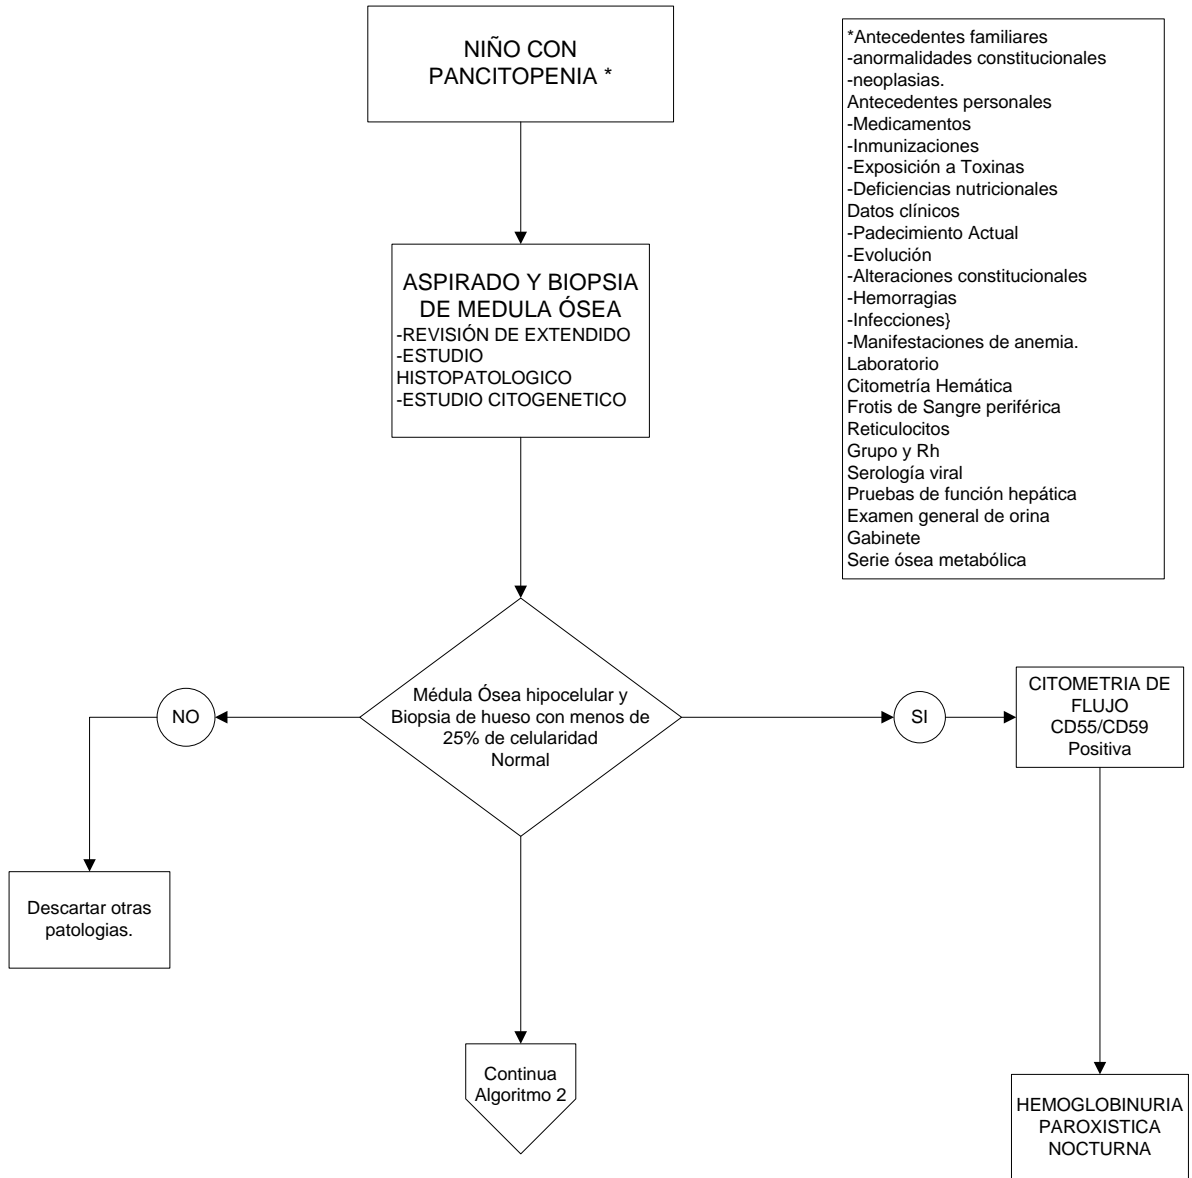 NIÑO CON
PANCITOPENIA *
*Antecedentes familiares
-anormalidades constitucionales
-neoplasias.
Antecedentes personales
-Medicamentos
-Inmunizaciones
-Exposición a Toxinas
-Deficiencias nutricionales
Datos clínicos
-Padecimiento Actual
-Evolución
-Alteraciones constitucionales
-Hemorragias
-Infecciones}
-Manifestaciones de anemia.
Laboratorio
Citometría Hemática
Frotis de Sangre periférica
Reticulocitos
Grupo y Rh
Serología viral
Pruebas de función hepática
Examen general de orina
Gabinete
Serie ósea metabólica
ASPIRADO Y BIOPSIA
DE MEDULA ÓSEA
-REVISIÓN DE EXTENDIDO
-ESTUDIO
HISTOPATOLOGICO
-ESTUDIO CITOGENETICO
Médula Ósea hipocelular y
Biopsia de hueso con menos de
25% de celularidad
Normal
NO
SI
CITOMETRIA DE
FLUJO
CD55/CD59
Positiva
Descartar otras
patologias.
Continua
Algoritmo 2
HEMOGLOBINURIA
PAROXISTICA
NOCTURNA